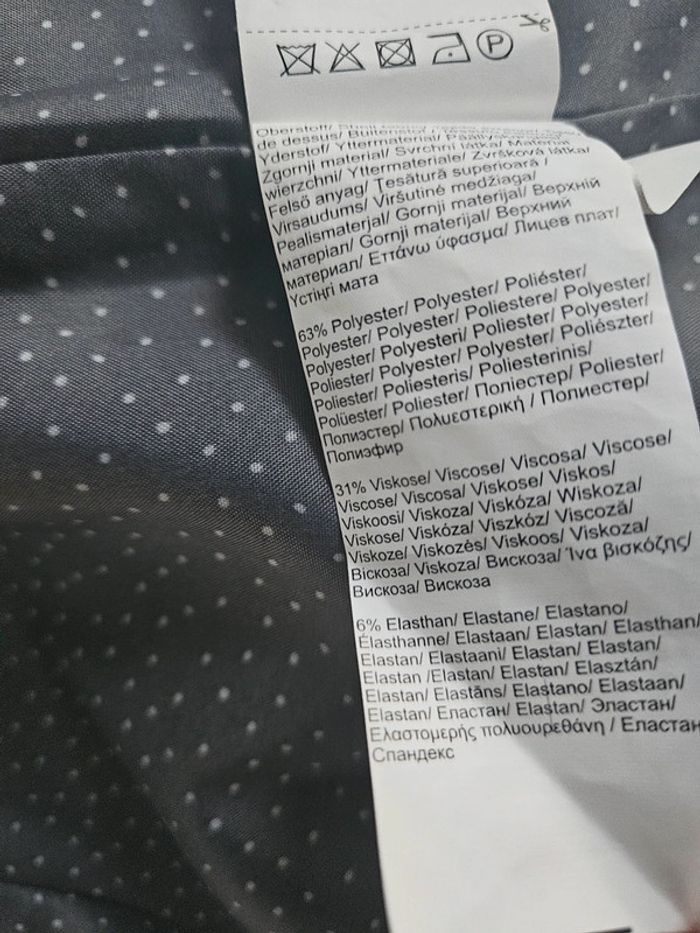 P
Oberstoff/
de dessus/ Buitenstof /
Yderstof/ Yttermaterial/ Päällyskangas/
Zgornji material/ Svrchní látka/ Materiał
wierzchni/ Yttermateriale/ Zvršková látka/
Felső anyag/ Țesătură superioară /
Virsaudums/ Viršutinė medžiaga/
Pealismaterjal/ Gornji materijal/ Верхній
матеріал/ Gornji materijal/ Верхний
материал/ Εττάνω ύφασμα/ Лицев плат/
Үстіңгі мата
63% Polyester/ Polyester/ Poliéster/
Polyester/ Polyester/ Poliestere/ Polyester/
Polyester/ Polyesteri/ Poliester/ Polyester/
Poliester/ Polyester/ Polyester/ Poliészter/
Poliester/ Poliesteris/ Poliesterinis/
Polüester/ Poliester/ Поліестер/ Poliester/
Полиэстер/ Πολυεστερική / Полиестер/
Полиэфир
31% Viskose/ Viscose/ Viscosa/ Viscose/
Viscose/ Viscosa/ Viskose/ Viskos/
Viskoosi/ Viskoza/ Viskóza/ Wiskoza/
Viskose/ Viskóza/ Viszkóz/ Viscoză/
Viskoze/ Viskozės/ Viskoos/ Viskoza/
Віскоза/ Viskoza/ Вискоза/ Ίνα βισκόζης/
Вискоза/ Вискоза
6% Elasthan/ Elastane/ Elastano/
Élasthanne/ Elastaan/ Elastan/ Elasthan/
Elastan/ Elastaani/ Elastan/ Elastan/
Elastan /Elastan/ Elastan/ Elasztán/
Elastan/ Elastāns/ Elastano/ Elastaan/
Elastan/ Еластан/ Elastan/ Эластан/
Ελαστομερής πολυουρεθάνη / Еластан
Спандекс